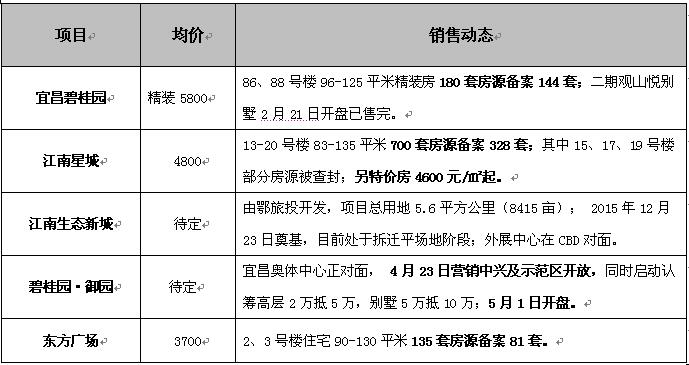 项目
均价
销售动态
宜昌碧桂园
精装 5800
86、88 号楼 96-125 平米精装房 180 套房源备案 144 套；二期观山悦别
墅 2 月 21 日开盘已售完。
江南星城
4800
13-20 号楼 83-135 平米 700 套房源备案 328 套；其中 15、17、19 号楼
部分房源被查封；另特价房 4600 元/㎡起。
江南生态新城
待定
由鄂旅投开发，项目总用地 5.6 平方公里（8415 亩）； 2015 年 12 月
23 日奠基，目前处于拆迁平场地阶段；外展中心在 CBD 对面。
碧桂园·御园
待定
宜昌奥体中心正对面， 4 月 23 日营销中兴及示范区开放，同时启动认
筹高层 2 万抵 5 万，别墅 5 万抵 10 万；5 月 1 日开盘。
东方广场
3700
2、3 号楼住宅 90-130 平米 135 套房源备案 81 套。